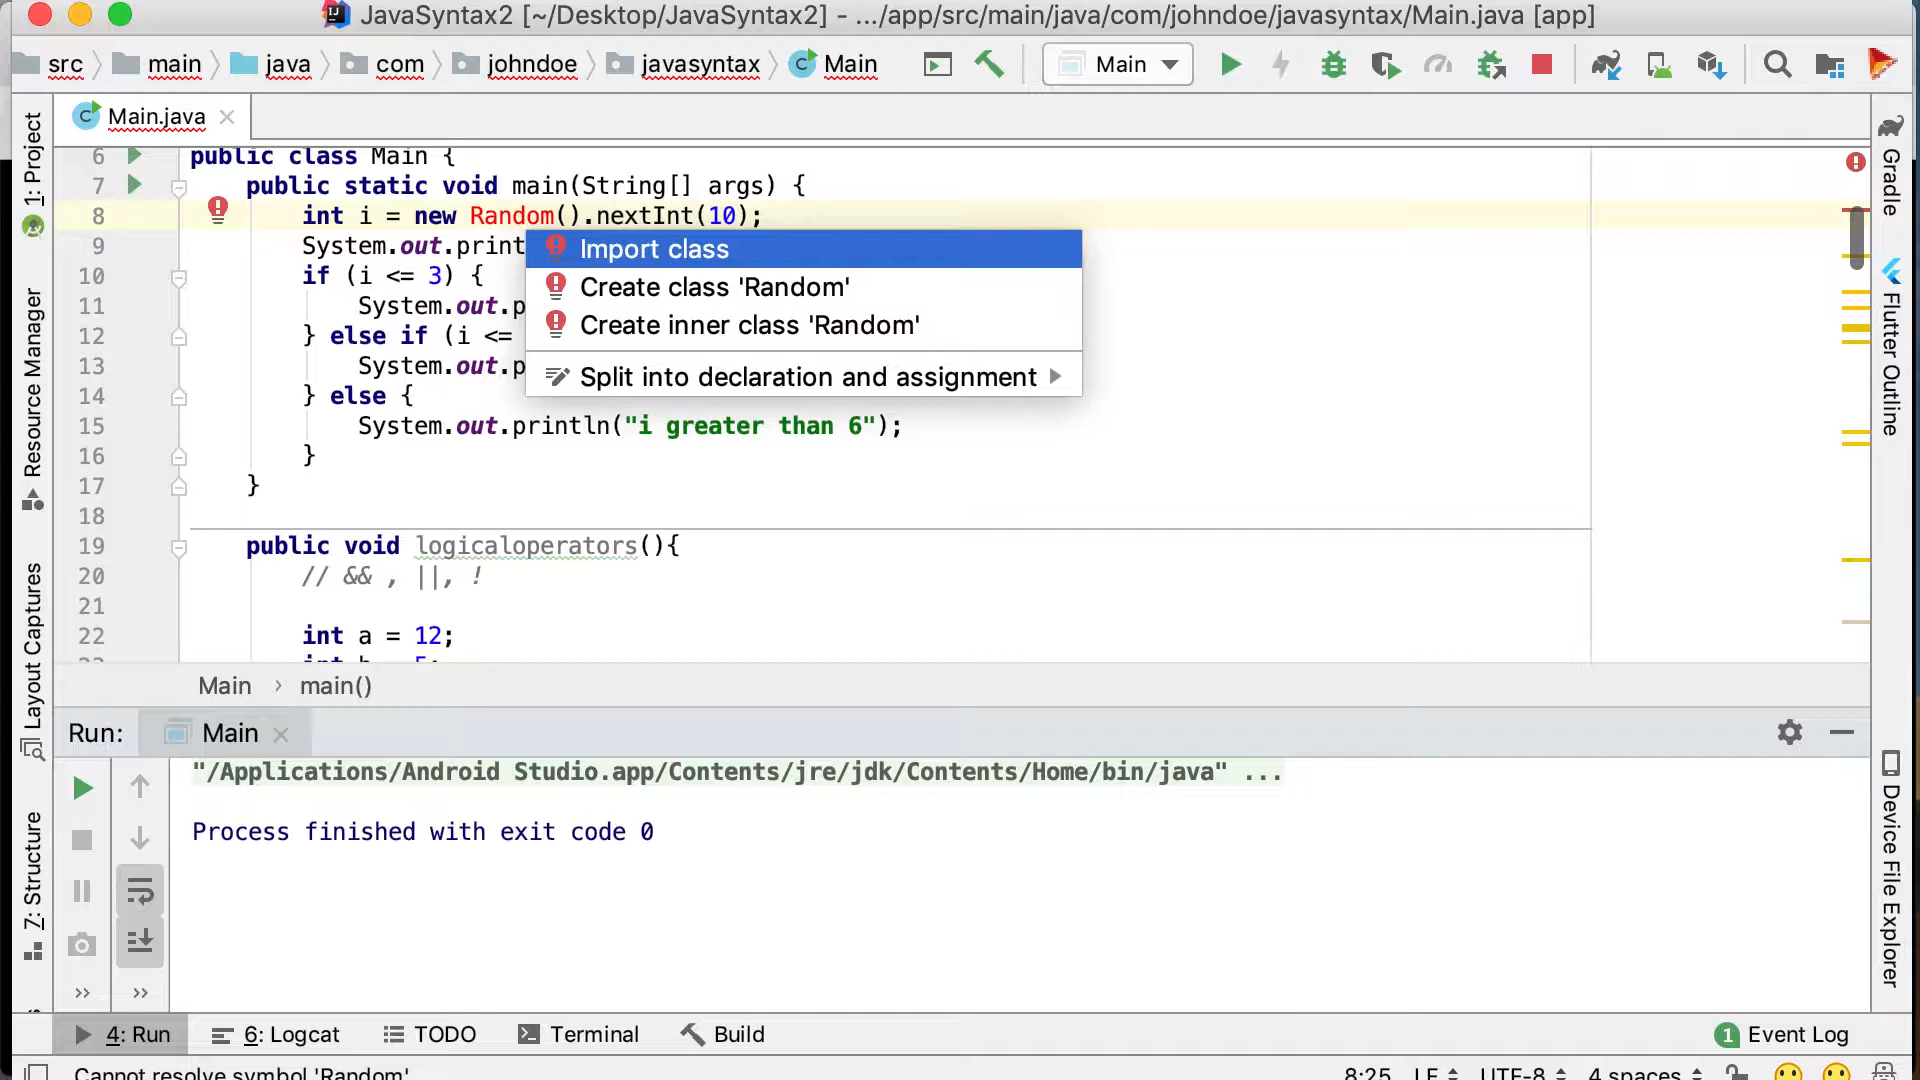 JavaSyntax2 [~/Desktop/JavaSyntax2] - .../app/src/main/java/com/johndoe/javasyntax/Main.java [app]
src main java com johndoe javasyntax Main Main
Main.java
6 public class Main {
7 public static void main(String[] args) {
8 int i = new Random().nextInt(10);
9 System.out.print
10 if (i <= 3) {
11 System.out.p
12 } else if (i <=
13 System.out.p
14 } else {
15 System.out.println("i greater than 6");
16 }
17 }
18
19 public void logicaloperators(){
20 // && , ||, !
21
22 int a = 12;
Import class
Create class 'Random'
Create inner class 'Random'
Split into declaration and assignment
1: Project
Resource Manager
Layout Captures
7: Structure
Gradle
Flutter Outline
Device File Explorer
Main > main()
Run: Main
"/Applications/Android Studio.app/Contents/jre/jdk/Contents/Home/bin/java" ...
Process finished with exit code 0
4: Run 6: Logcat TODO Terminal Build 1 Event Log
Cannot resolve symbol 'Random' 8:25 LF UTF-8 4 spaces